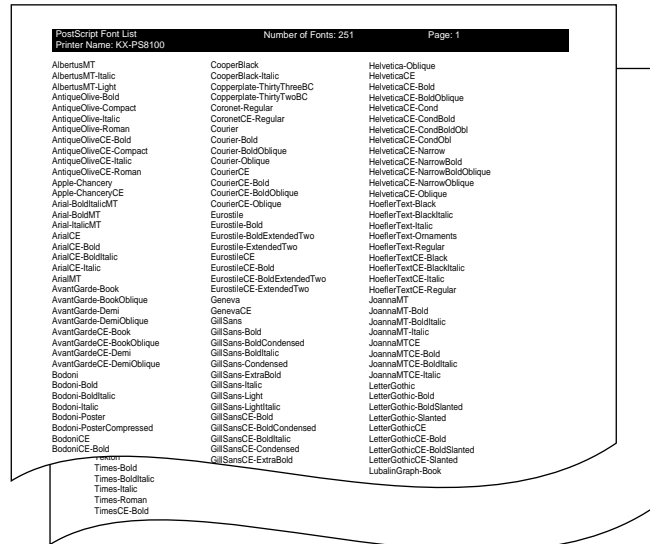 PostScript Font List Number of Fonts: 251 Page: 1
Printer Name: KX-PS8100
AlbertusMT
AlbertusMT-Italic
AlbertusMT-Light
AntiqueOlive-Bold
AntiqueOlive-Compact
AntiqueOlive-Italic
AntiqueOlive-Roman
AntiqueOliveCE-Bold
AntiqueOliveCE-Compact
AntiqueOliveCE-Italic
AntiqueOliveCE-Roman
Apple-Chancery
Apple-ChanceryCE
Arial-BoldItalicMT
Arial-BoldMT
Arial-ItalicMT
ArialCE
ArialCE-Bold
ArialCE-BoldItalic
ArialCE-Italic
ArialMT
AvantGarde-Book
AvantGarde-BookOblique
AvantGarde-Demi
AvantGarde-DemiOblique
AvantGardeCE-Book
AvantGardeCE-BookOblique
AvantGardeCE-Demi
AvantGardeCE-DemiOblique
Bodoni
Bodoni-Bold
Bodoni-BoldItalic
Bodoni-Italic
Bodoni-Poster
Bodoni-PosterCompressed
BodoniCE
BodoniCE-Bold
CooperBlack
CooperBlack-Italic
Copperplate-ThirtyThreeBC
Copperplate-ThirtyTwoBC
Coronet-Regular
CoronetCE-Regular
Courier
Courier-Bold
Courier-BoldOblique
Courier-Oblique
CourierCE
CourierCE-Bold
CourierCE-BoldOblique
CourierCE-Oblique
Eurostile
Eurostile-Bold
Eurostile-BoldExtendedTwo
Eurostile-ExtendedTwo
EurostileCE
EurostileCE-Bold
EurostileCE-BoldExtendedTwo
EurostileCE-ExtendedTwo
Geneva
GenevaCE
GillSans
GillSans-Bold
GillSans-BoldCondensed
GillSans-BoldItalic
GillSans-Condensed
GillSans-ExtraBold
GillSans-Italic
GillSans-Light
GillSans-LightItalic
GillSansCE-Bold
GillSansCE-BoldCondensed
GillSansCE-BoldItalic
GillSansCE-Condensed
GillSansCE-ExtraBold
Helvetica-Oblique
HelveticaCE
HelveticaCE-Bold
HelveticaCE-BoldOblique
HelveticaCE-Cond
HelveticaCE-CondBold
HelveticaCE-CondBoldObl
HelveticaCE-CondObl
HelveticaCE-Narrow
HelveticaCE-NarrowBold
HelveticaCE-NarrowBoldOblique
HelveticaCE-NarrowOblique
HelveticaCE-Oblique
HoeflerText-Black
HoeflerText-BlackItalic
HoeflerText-Italic
HoeflerText-Ornaments
HoeflerText-Regular
HoeflerTextCE-Black
HoeflerTextCE-BlackItalic
HoeflerTextCE-Italic
HoeflerTextCE-Regular
JoannaMT
JoannaMT-Bold
JoannaMT-BoldItalic
JoannaMT-Italic
JoannaMTCE
JoannaMTCE-Bold
JoannaMTCE-BoldItalic
JoannaMTCE-Italic
LetterGothic
LetterGothic-Bold
LetterGothic-BoldSlanted
LetterGothic-Slanted
LetterGothicCE
LetterGothicCE-Bold
LetterGothicCE-BoldSlanted
LetterGothicCE-Slanted
LubalinGraph-Book
Tekton
Times-Bold
Times-BoldItalic
Times-Italic
Times-Roman
TimesCE-Bold